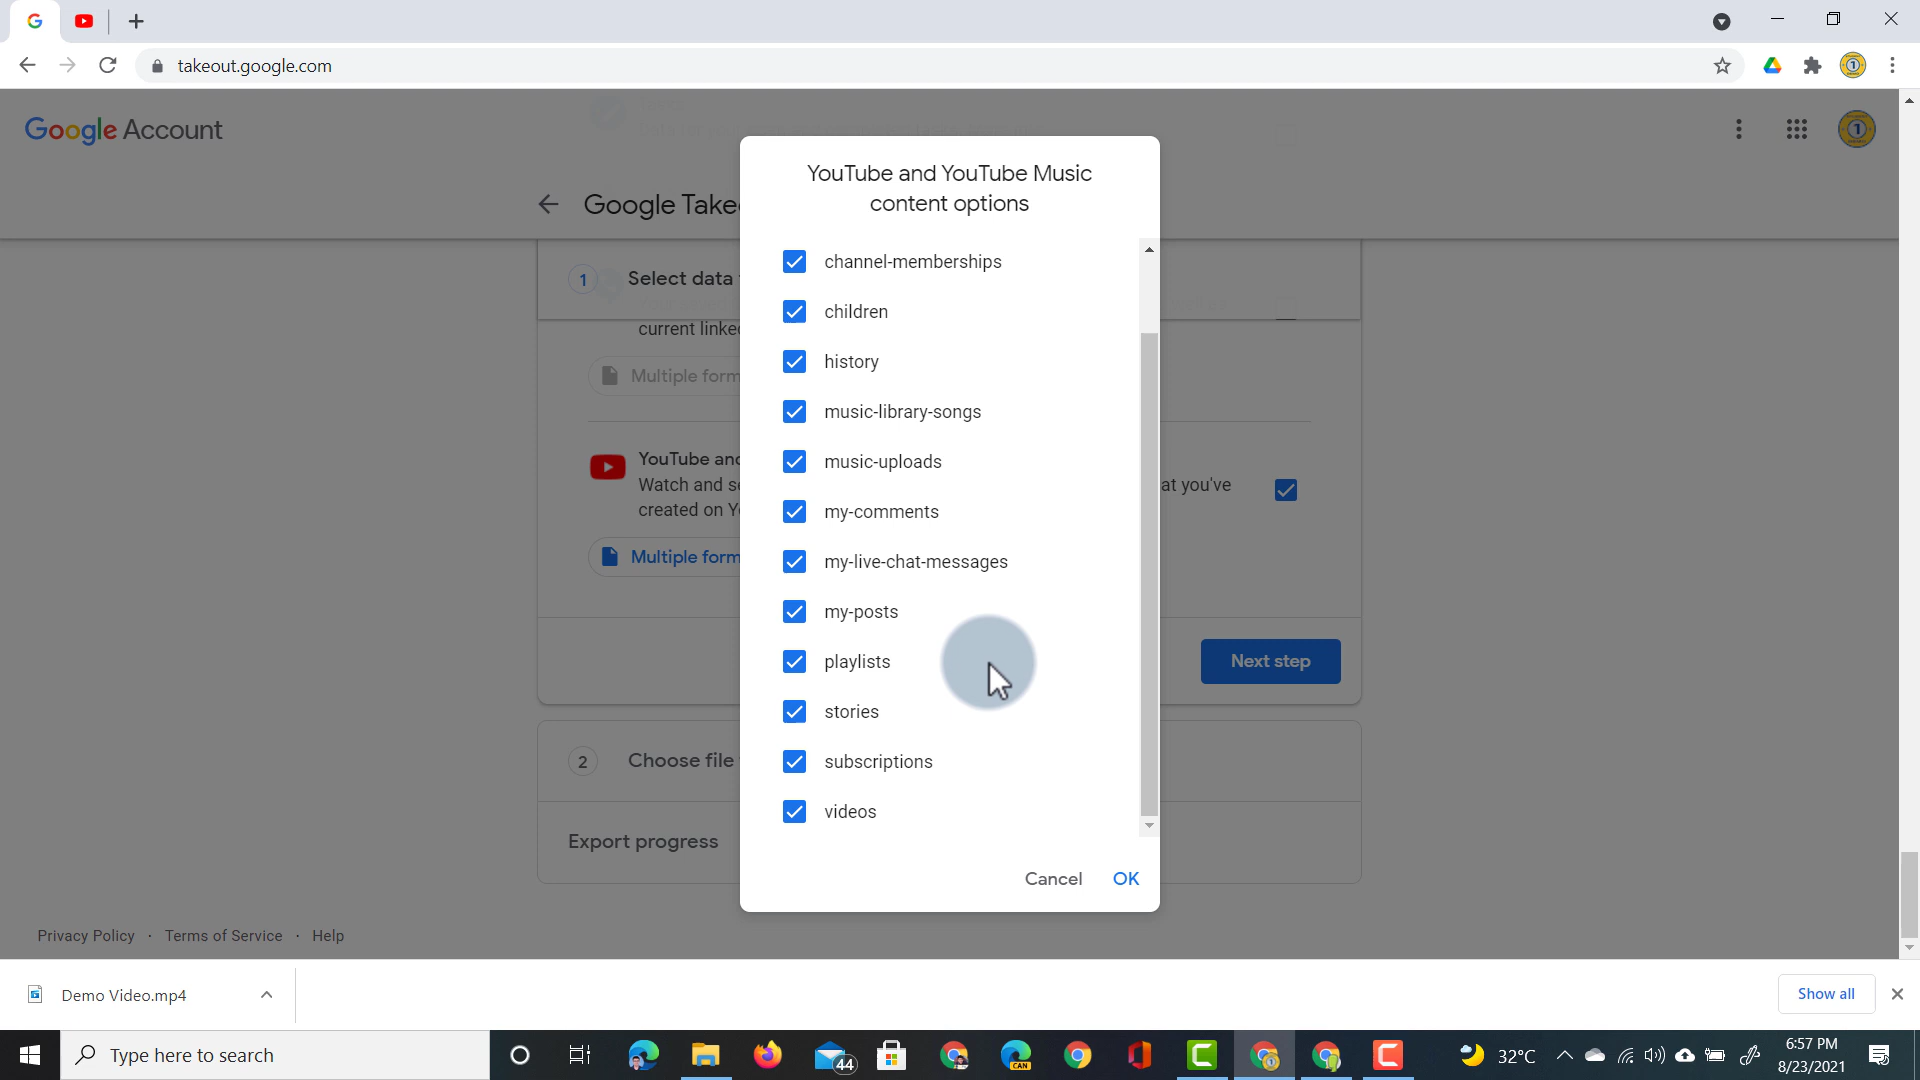 takeout.google.com
Google Account
Google Take
1 Select data
current linke
Multiple form
YouTube and
Watch and se
created on Y
at you've
Multiple form
Next step
2 Choose file
Export progress
YouTube and YouTube Music
content options
channel-memberships
children
history
music-library-songs
music-uploads
my-comments
my-live-chat-messages
my-posts
playlists
stories
subscriptions
videos
Cancel OK
Privacy Policy · Terms of Service · Help
Demo Video.mp4
Show all
Type here to search
44
CAN
32°C
6:57 PM
8/23/2021